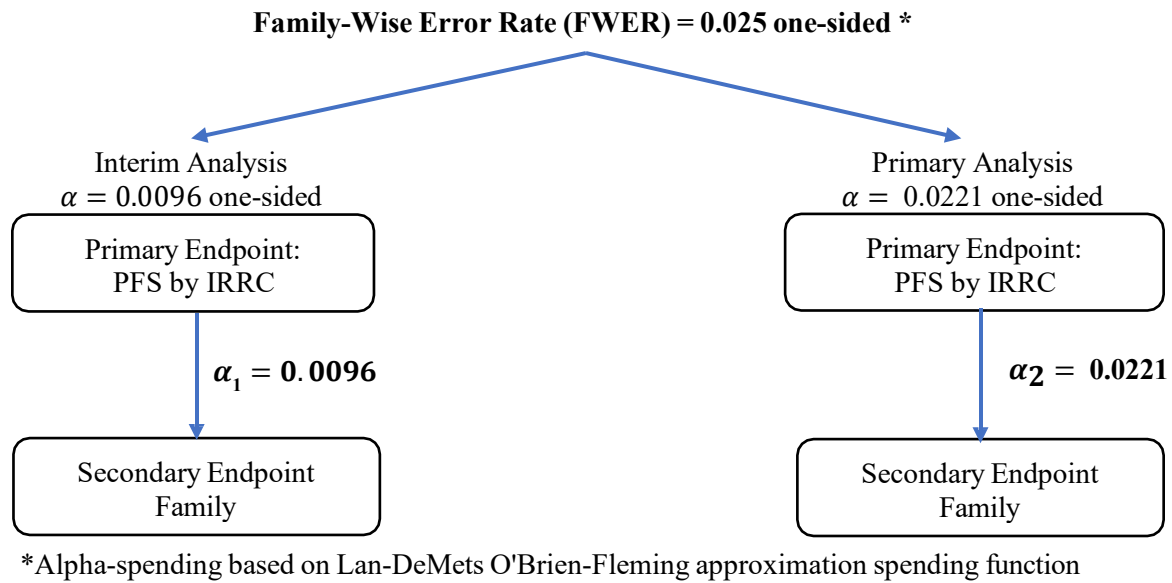 Family-Wise Error Rate (FWER) = 0.025 one-sided *
Interim Analysis
α = 0.0096 one-sided
Primary Endpoint:
PFS by IRRC
α₁ = 0.0096
Secondary Endpoint
Family
Primary Analysis
α = 0.0221 one-sided
Primary Endpoint:
PFS by IRRC
α2 = 0.0221
Secondary Endpoint
Family
*Alpha-spending based on Lan-DeMets O'Brien-Fleming approximation spending function